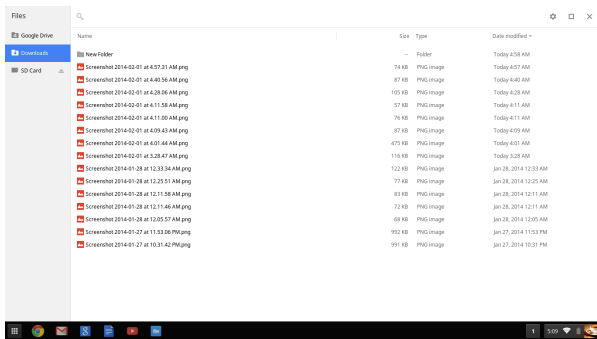 Files
Google Drive
Downloads
SD Card
Name Size Type Date modified
New Folder -- Folder Today 4:58 AM
Screenshot 2014-02-01 at 4.57.31 AM.png 74 KB PNG image Today 4:57 AM
Screenshot 2014-02-01 at 4.40.56 AM.png 87 KB PNG image Today 4:40 AM
Screenshot 2014-02-01 at 4.28.06 AM.png 105 KB PNG image Today 4:28 AM
Screenshot 2014-02-01 at 4.11.58 AM.png 57 KB PNG image Today 4:11 AM
Screenshot 2014-02-01 at 4.11.00 AM.png 76 KB PNG image Today 4:11 AM
Screenshot 2014-02-01 at 4.09.43 AM.png 87 KB PNG image Today 4:09 AM
Screenshot 2014-02-01 at 4.01.44 AM.png 475 KB PNG image Today 4:01 AM
Screenshot 2014-02-01 at 3.28.47 AM.png 116 KB PNG image Today 3:28 AM
Screenshot 2014-01-28 at 12.33.34 AM.png 122 KB PNG image Jan 28, 2014 12:33 AM
Screenshot 2014-01-28 at 12.25.51 AM.png 77 KB PNG image Jan 28, 2014 12:25 AM
Screenshot 2014-01-28 at 12.11.58 AM.png 83 KB PNG image Jan 28, 2014 12:11 AM
Screenshot 2014-01-28 at 12.11.46 AM.png 72 KB PNG image Jan 28, 2014 12:11 AM
Screenshot 2014-01-28 at 12.05.57 AM.png 68 KB PNG image Jan 28, 2014 12:05 AM
Screenshot 2014-01-27 at 11.53.06 PM.png 992 KB PNG image Jan 27, 2014 11:53 PM
Screenshot 2014-01-27 at 10.31.42 PM.png 991 KB PNG image Jan 27, 2014 10:31 PM
8 1 5:09